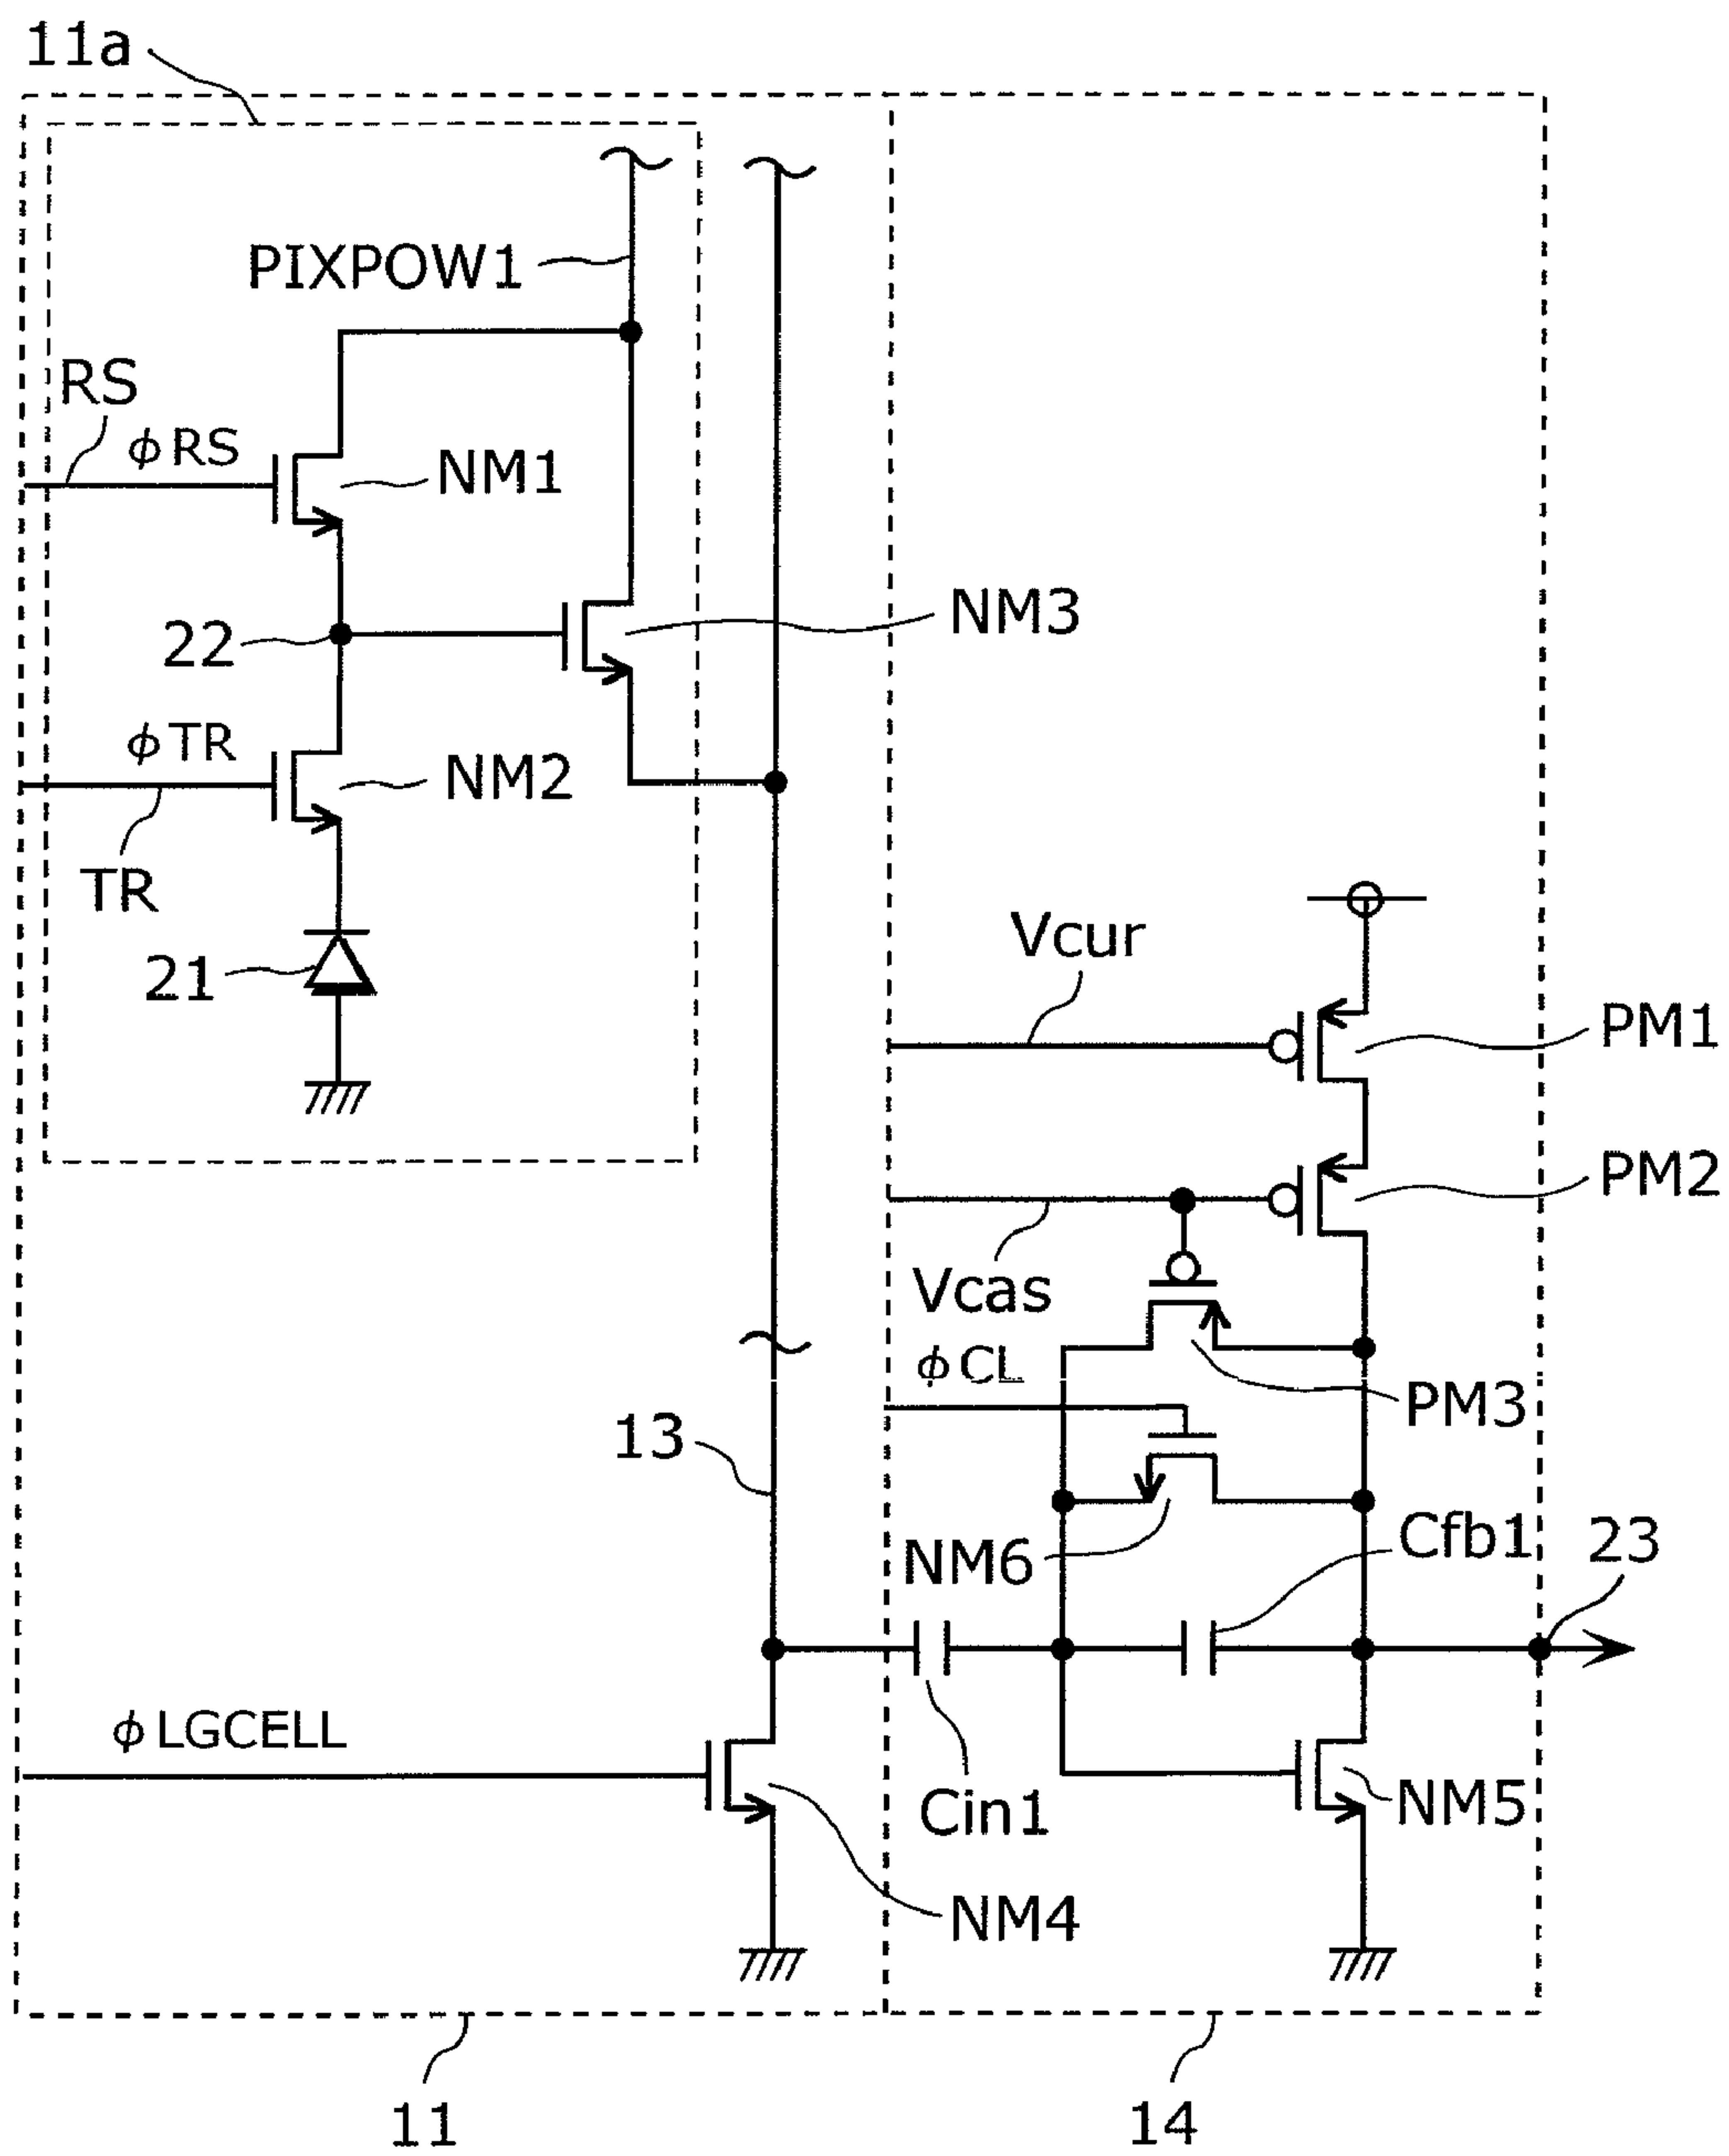 11a
PIXPOW1
RS
ϕRS
NM1
NM3
22
ϕTR
NM2
TR
21
Vcur
PM1
PM2
Vcas
ϕCL
PM3
13
NM6
Cfb1
23
ϕLGCELL
Cin1
NM5
NM4
11
14